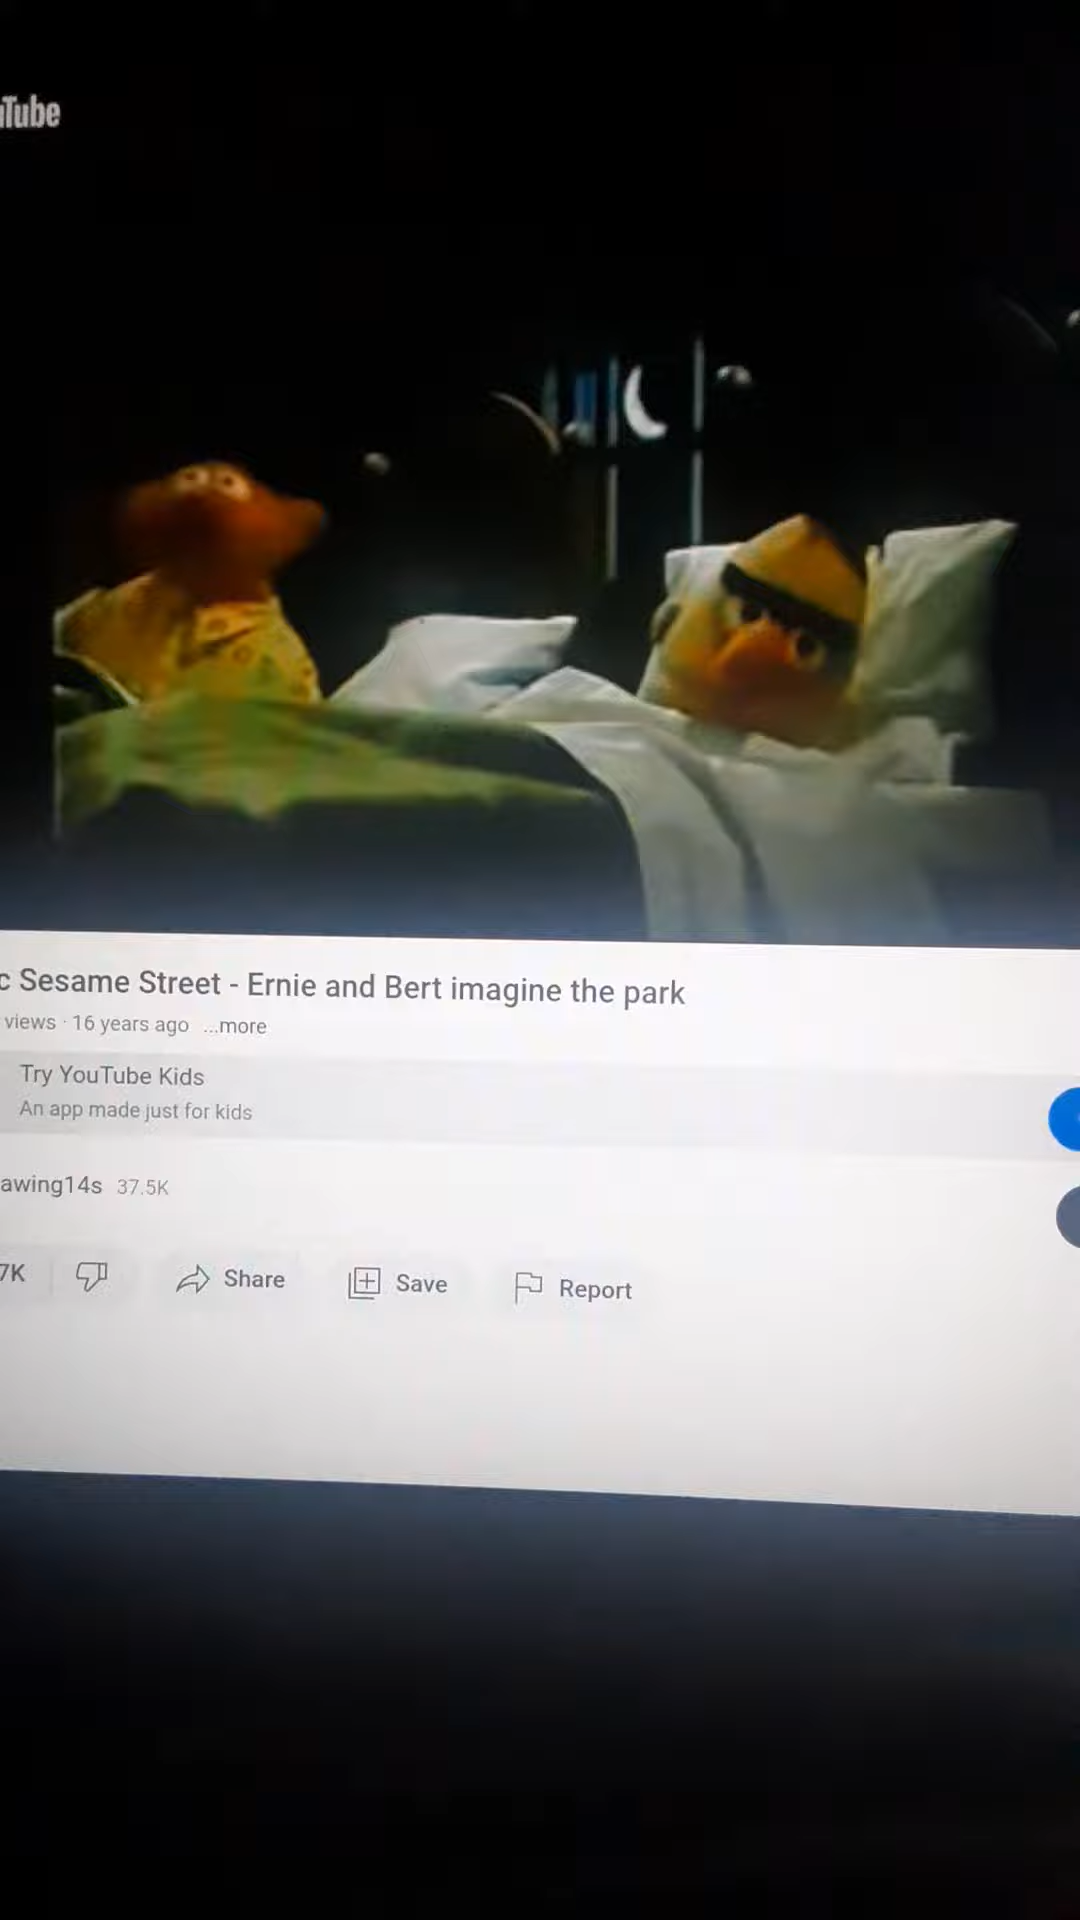 uTube
c Sesame Street - Ernie and Bert imagine the park
views · 16 years ago ...more
Try YouTube Kids
An app made just for kids
awing14s 37.5K
7K Share Save Report